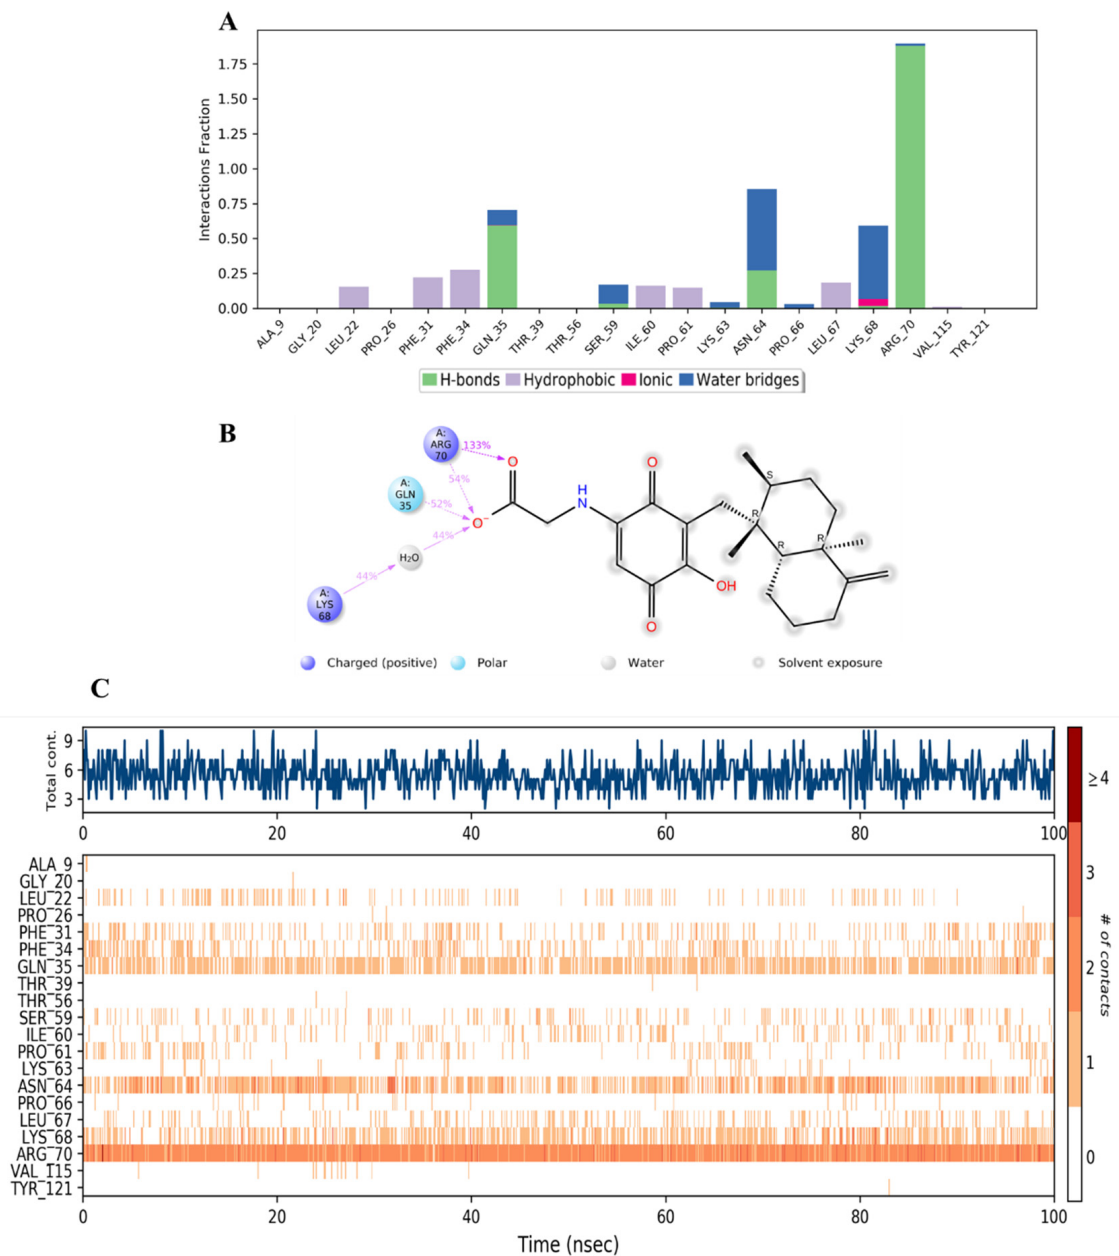 A
Interactions Fraction
1.75
1.50
1.25
1.00
0.75
0.50
0.25
0.00
ALA_9 GLY_20 LEU_22 PRO_26 PHE_31 PHE_34 GLN_35 THR_39 THR_56 SER_59 ILE_60 PRO_61 LYS_63 ASN_64 PRO_66 LEU_67 LYS_68 ARG_70 VAL_115 TYR_121
H-bonds Hydrophobic Ionic Water bridges
B
A:
ARG
70
133%
54%
A:
GLN
35
52%
44%
H₂O
44%
A:
LYS
68
O
O⁻
H
N
O
O
OH
S
R
R
R
Charged (positive) Polar Water Solvent exposure
C
Total cont.
9
6
3
0 20 40 60 80 100
ALA_9
GLY_20
LEU_22
PRO_26
PHE_31
PHE_34
GLN_35
THR_39
THR_56
SER_59
ILE_60
PRO_61
LYS_63
ASN_64
PRO_66
LEU_67
LYS_68
ARG_70
VAL_115
TYR_121
0 20 40 60 80 100
Time (nsec)
≥4
3
2
1
0
# of contacts